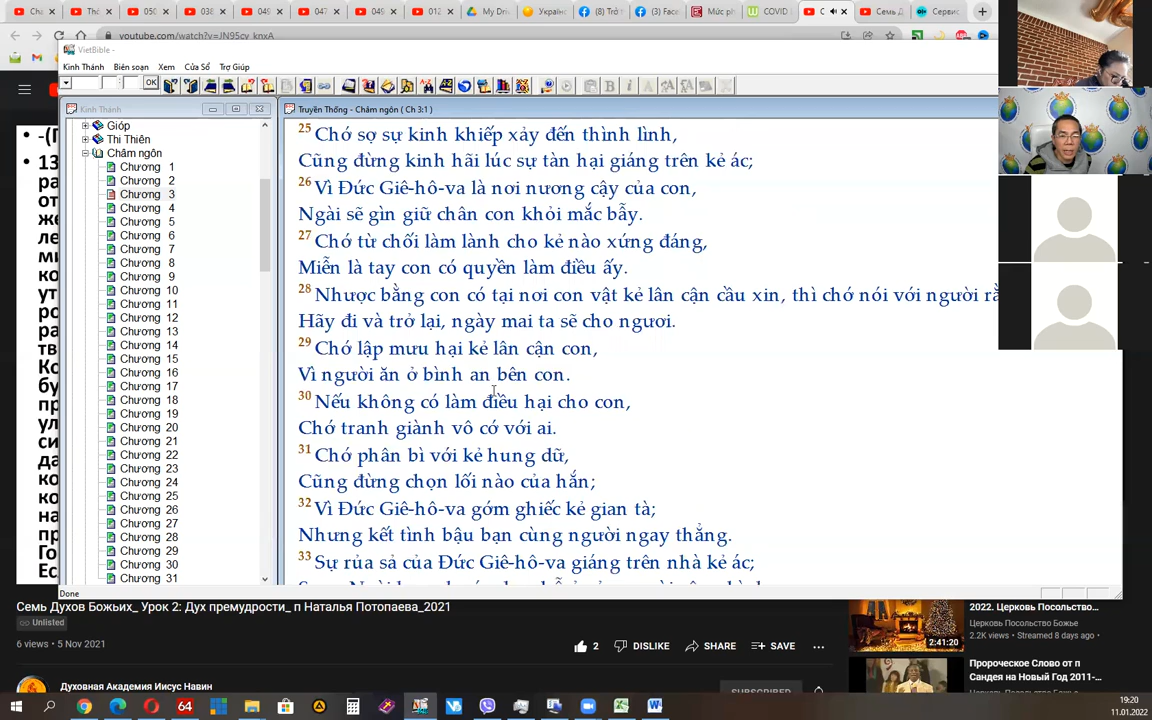 youtube.com/watch?v=JN95cy_knxA
VietBible -
Kinh Thánh Biên soạn Xem Cửa Sổ Trợ Giúp
OK
Kinh Thánh
Truyền Thống - Châm ngôn ( Ch 3:1 )
Gióp
Thi Thiên
Châm ngôn
Chương 1
Chương 2
Chương 3
Chương 4
Chương 5
Chương 6
Chương 7
Chương 8
Chương 9
Chương 10
Chương 11
Chương 12
Chương 13
Chương 14
Chương 15
Chương 16
Chương 17
Chương 18
Chương 19
Chương 20
Chương 21
Chương 22
Chương 23
Chương 24
Chương 25
Chương 26
Chương 27
Chương 28
Chương 29
Chương 30
Chương 31
25 Chớ sợ sự kinh khiếp xảy đến thình lình,
Cũng đừng kinh hãi lúc sự tàn hại giáng trên kẻ ác;
26 Vì Đức Giê-hô-va là nơi nương cậy của con,
Ngài sẽ gìn giữ chân con khỏi mắc bẫy.
27 Chớ từ chối làm lành cho kẻ nào xứng đáng,
Miễn là tay con có quyền làm điều ấy.
28 Nhược bằng con có tại nơi con vật kẻ lân cận cầu xin, thì chớ nói với người rằ
Hãy đi và trở lại, ngày mai ta sẽ cho ngươi.
29 Chớ lập mưu hại kẻ lân cận con,
Vì người ăn ở bình an bên con.
30 Nếu không có làm điều hại cho con,
Chớ tranh giành vô cớ với ai.
31 Chớ phân bì với kẻ hung dữ,
Cũng đừng chọn lối nào của hắn;
32 Vì Đức Giê-hô-va gớm ghiếc kẻ gian tà;
Nhưng kết tình bậu bạn cùng người ngay thẳng.
33 Sự rủa sả của Đức Giê-hô-va giáng trên nhà kẻ ác;
Done
Семь Духов Божьих_ Урок 2: Дух премудрости_ п Наталья Потопаева_2021
Unlisted
6 views • 5 Nov 2021
2 DISLIKE SHARE SAVE
Духовная Академия Иисус Навин
SUBSCRIBED
2022. Церковь Посольство...
Церковь Посольство Божье
2.2K views • Streamed 8 days ago
2:41:20
Пророческое Слово от п
Сандея на Новый Год 2011-...
Церковь Посольство Божье
64
19:20
11.01.2022